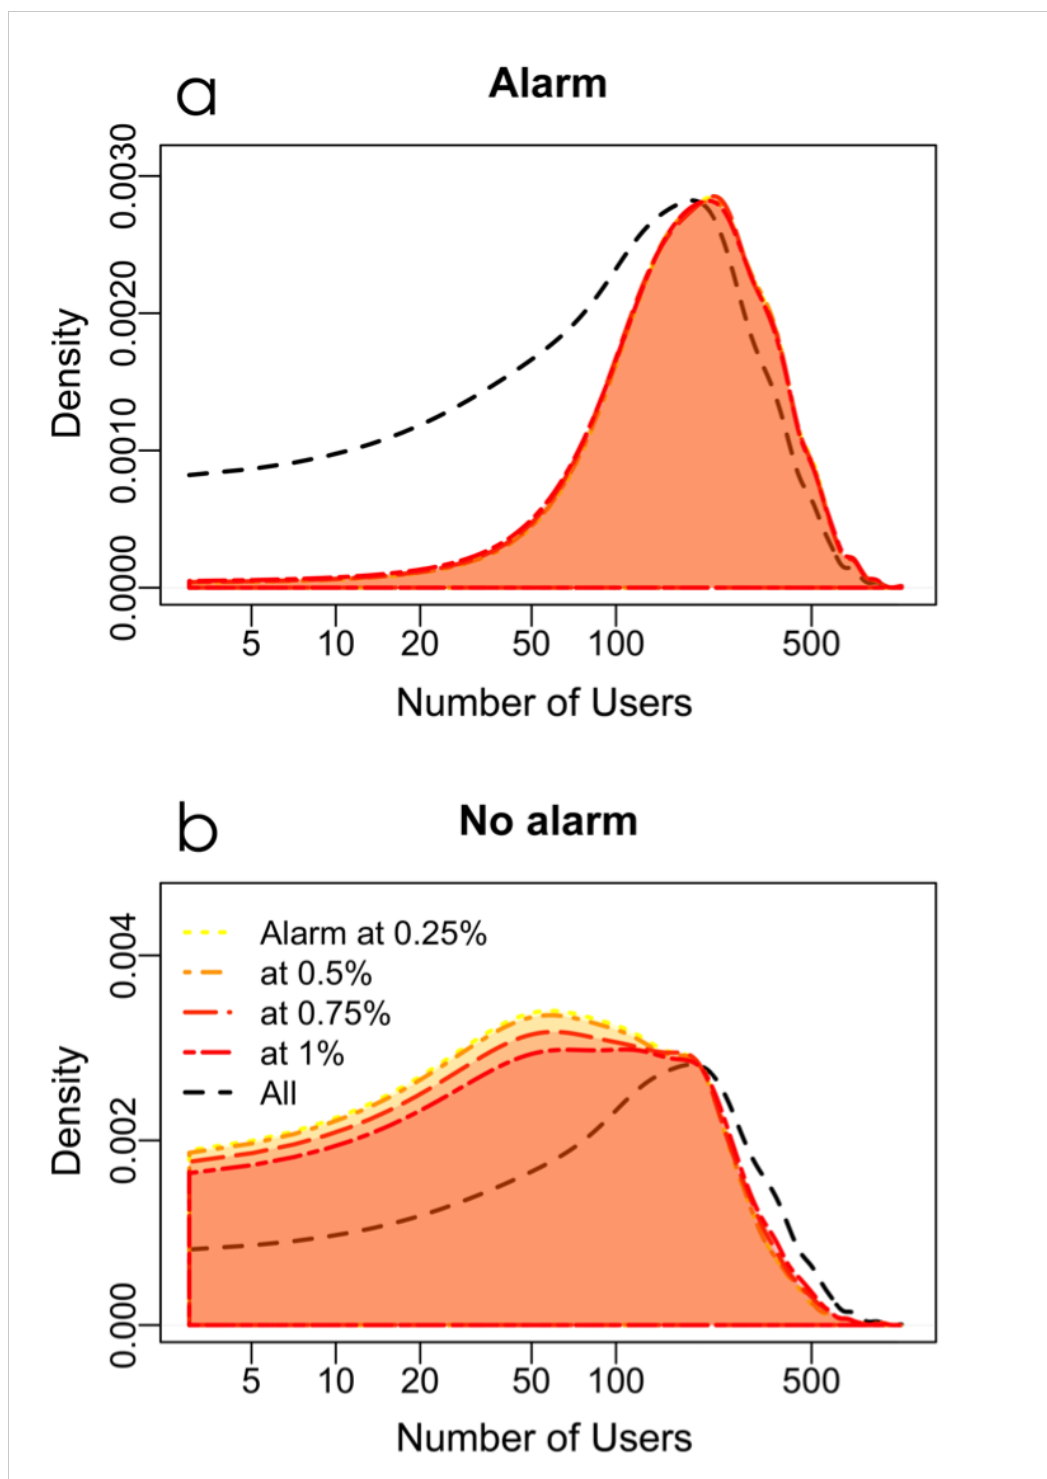 a
Alarm
0.0030
0.0020
0.0010
0.0000
Density
5 10 20 50 100 500
Number of Users
b
No alarm
0.004
0.002
0.000
Density
Alarm at 0.25%
at 0.5%
at 0.75%
at 1%
All
5 10 20 50 100 500
Number of Users